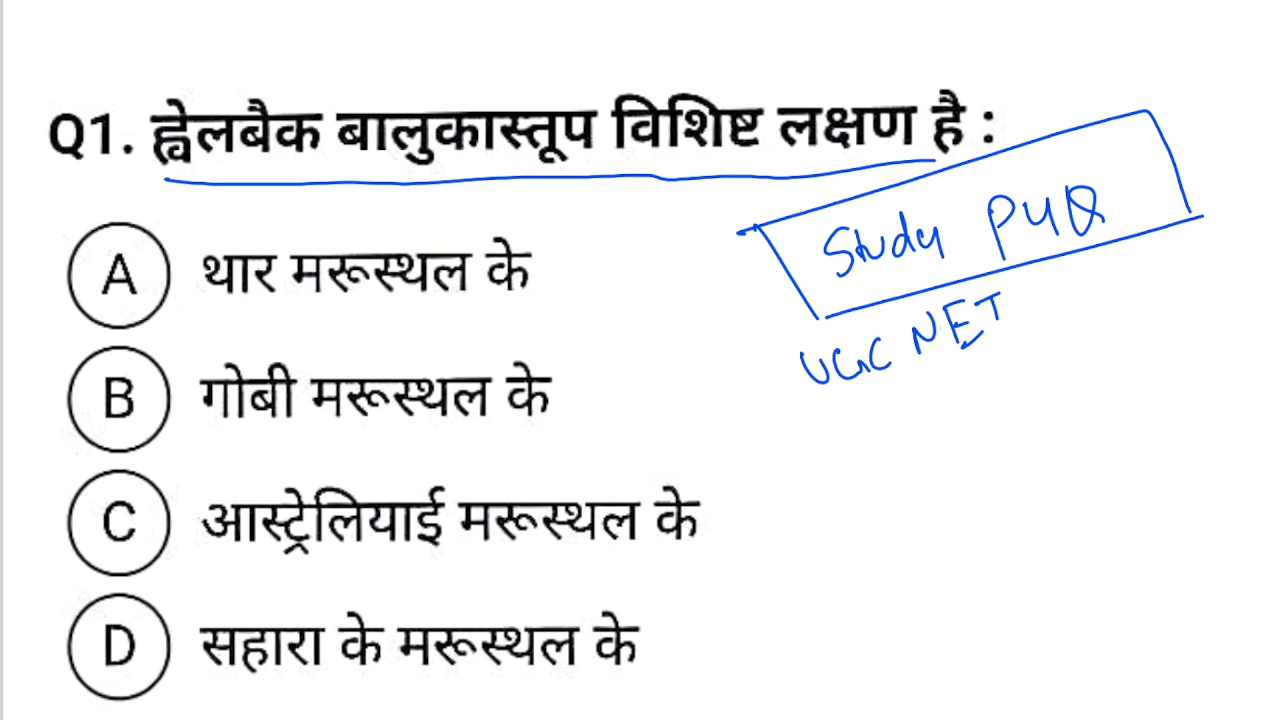 Q1. ह्वेलबैक बालुकास्तूप विशिष्ट लक्षण है :
Study PYQ
UGC NET
A थार मरूस्थल के
B गोबी मरूस्थल के
C आस्ट्रेलियाई मरूस्थल के
D सहारा के मरूस्थल के